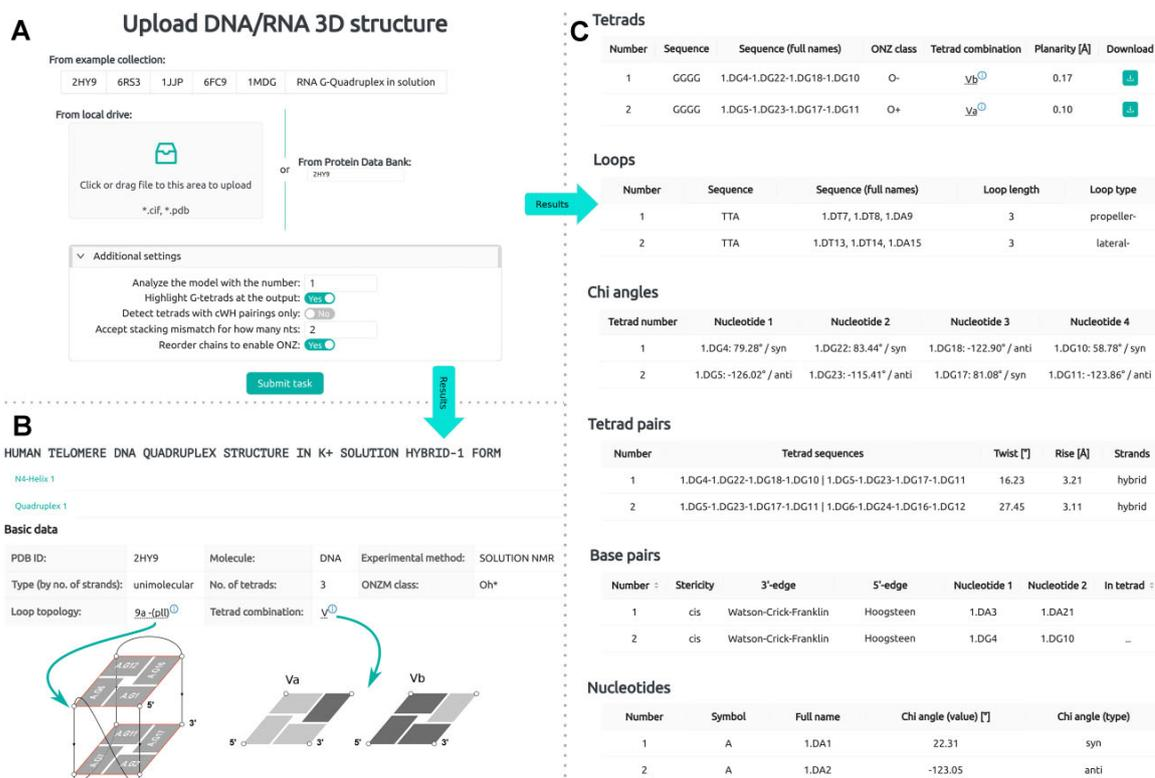 A
Upload DNA/RNA 3D structure
From example collection:
2HY9 6RS3 1JJP 6FC9 1MDG RNA G-Quadruplex in solution
From local drive:
Click or drag file to this area to upload
*.cif, *.pdb
or
From Protein Data Bank:
2HY9
Additional settings
Analyze the model with the number: 1
Highlight G-tetrads at the output: Yes
Detect tetrads with cWH pairings only: No
Accept stacking mismatch for how many nts: 2
Reorder chains to enable ONZ: Yes
Submit task
Results
Results
B
HUMAN TELOMERE DNA QUADRUPLEX STRUCTURE IN K+ SOLUTION HYBRID-1 FORM
N4-Helix 1
Quadruplex 1
Basic data
PDB ID: 2HY9 Molecule: DNA Experimental method: SOLUTION NMR
Type (by no. of strands): unimolecular No. of tetrads: 3 ONZM class: Oh*
Loop topology: 9a -(pll) Tetrad combination: V
A.G12 A.G16
A.G6 A.G1
5'
3'
A.G11 A.G17
Va
5' 3'
Vb
5' 3'
C
Tetrads
Number Sequence Sequence (full names) ONZ class Tetrad combination Planarity [Å] Download
1 GGGG 1.DG4-1.DG22-1.DG18-1.DG10 O- Vb 0.17
2 GGGG 1.DG5-1.DG23-1.DG17-1.DG11 O+ Va 0.10
Loops
Number Sequence Sequence (full names) Loop length Loop type
1 TTA 1.DT7, 1.DT8, 1.DA9 3 propeller-
2 TTA 1.DT13, 1.DT14, 1.DA15 3 lateral-
Chi angles
Tetrad number Nucleotide 1 Nucleotide 2 Nucleotide 3 Nucleotide 4
1 1.DG4: 79.28° / syn 1.DG22: 83.44° / syn 1.DG18: -122.90° / anti 1.DG10: 58.78° / syn
2 1.DG5: -126.02° / anti 1.DG23: -115.41° / anti 1.DG17: 81.08° / syn 1.DG11: -123.86° / anti
Tetrad pairs
Number Tetrad sequences Twist [°] Rise [Å] Strands
1 1.DG4-1.DG22-1.DG18-1.DG10 | 1.DG5-1.DG23-1.DG17-1.DG11 16.23 3.21 hybrid
2 1.DG5-1.DG23-1.DG17-1.DG11 | 1.DG6-1.DG24-1.DG16-1.DG12 27.45 3.11 hybrid
Base pairs
Number Stericity 3'-edge 5'-edge Nucleotide 1 Nucleotide 2 In tetrad
1 cis Watson-Crick-Franklin Hoogsteen 1.DA3 1.DA21
2 cis Watson-Crick-Franklin Hoogsteen 1.DG4 1.DG10 ...
Nucleotides
Number Symbol Full name Chi angle (value) [°] Chi angle (type)
1 A 1.DA1 22.31 syn
2 A 1.DA2 -123.05 anti